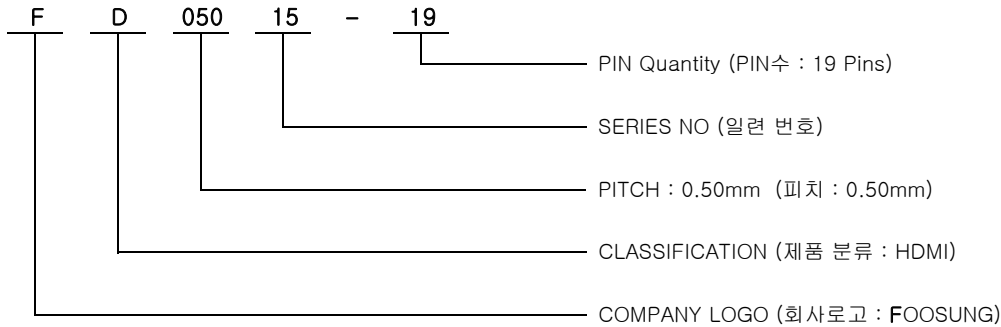 F D 050 15 - 19
PIN Quantity (PIN수 : 19 Pins)
SERIES NO (일련 번호)
PITCH : 0.50mm (피치 : 0.50mm)
CLASSIFICATION (제품 분류 : HDMI)
COMPANY LOGO (회사로고 : FOOSUNG)